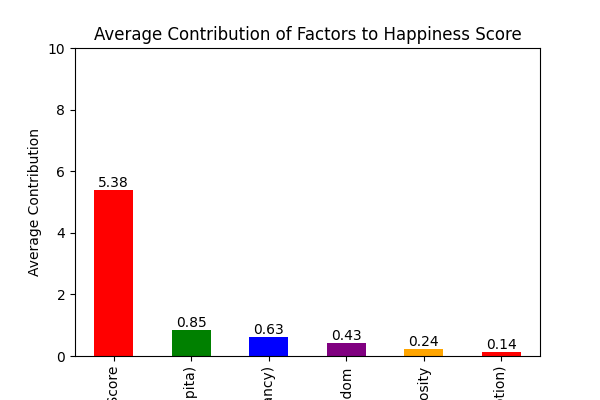 Average Contribution of Factors to Happiness Score
Average Contribution
10
8
6
4
2
0
5.38
0.85
0.63
0.43
0.24
0.14
Score
pita)
ancy)
dom
osity
tion)